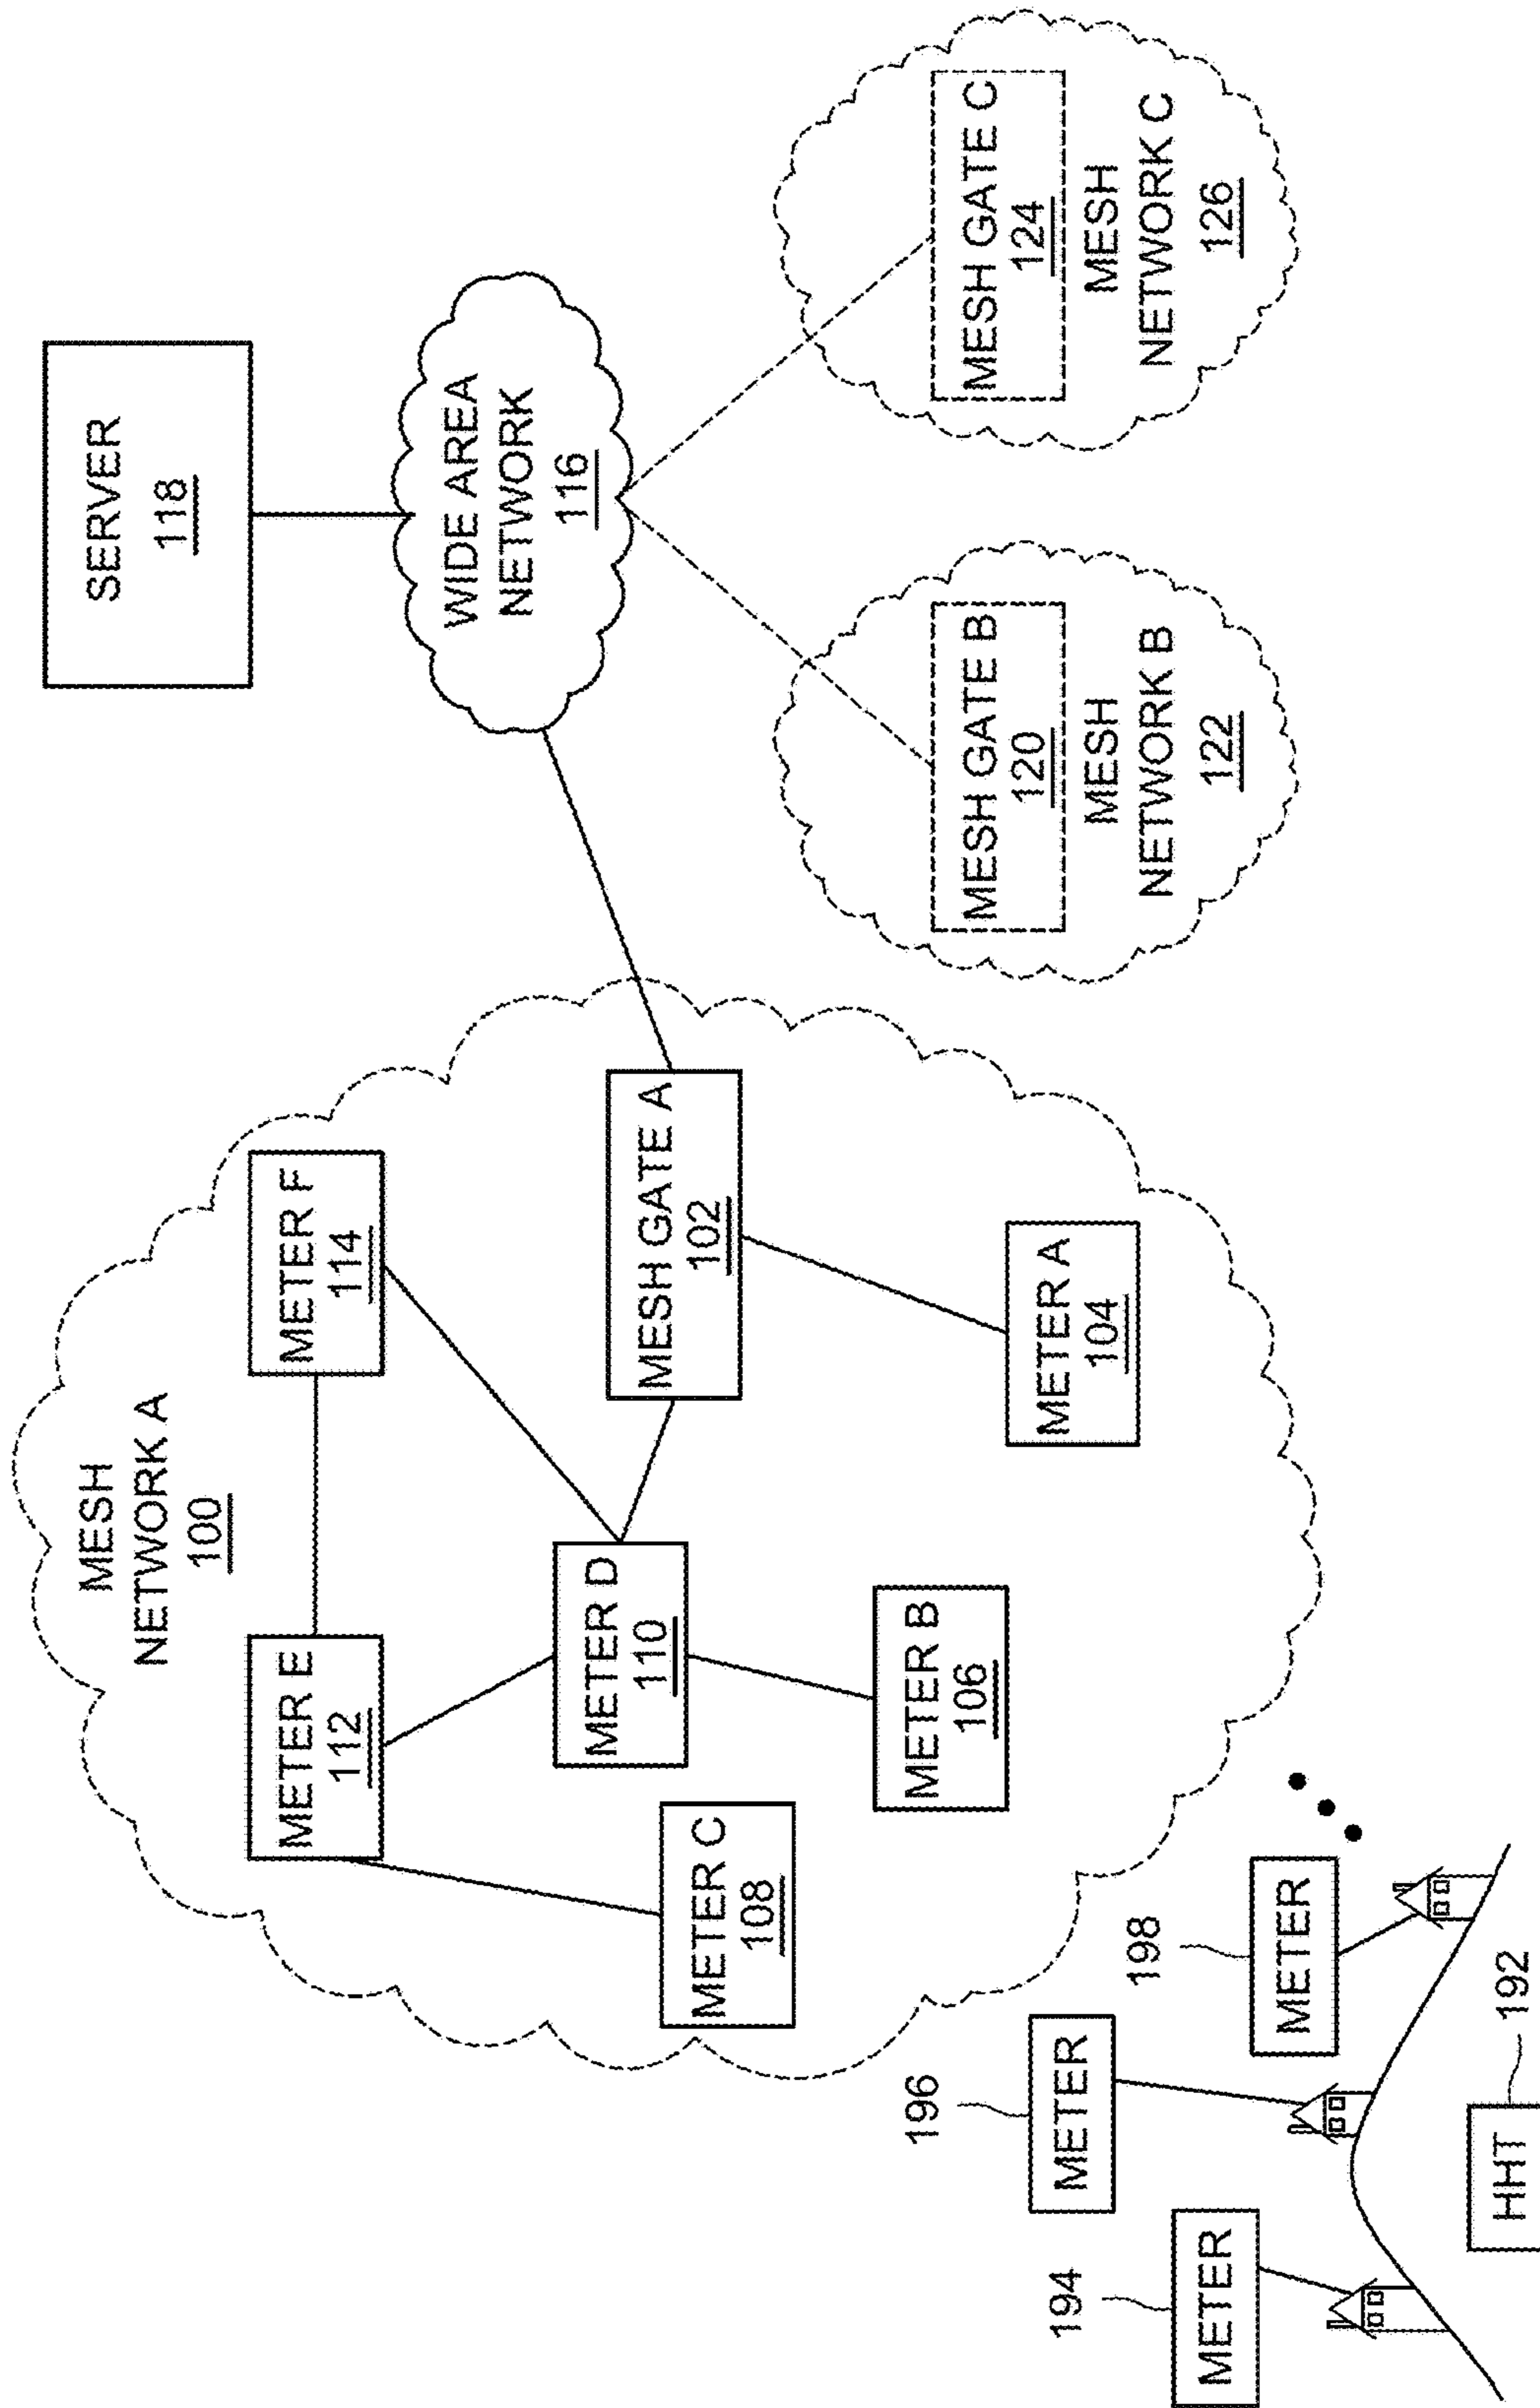 MESH
NETWORK A
100
SERVER
118
METER E
112
METER F
114
WIDE AREA
NETWORK
116
METER D
110
MESH GATE A
102
METER C
108
METER B
106
METER A
104
MESH GATE B
120
MESH
NETWORK B
122
MESH GATE C
124
MESH
NETWORK C
126
194
METER
196
METER
198
METER
HHT
192